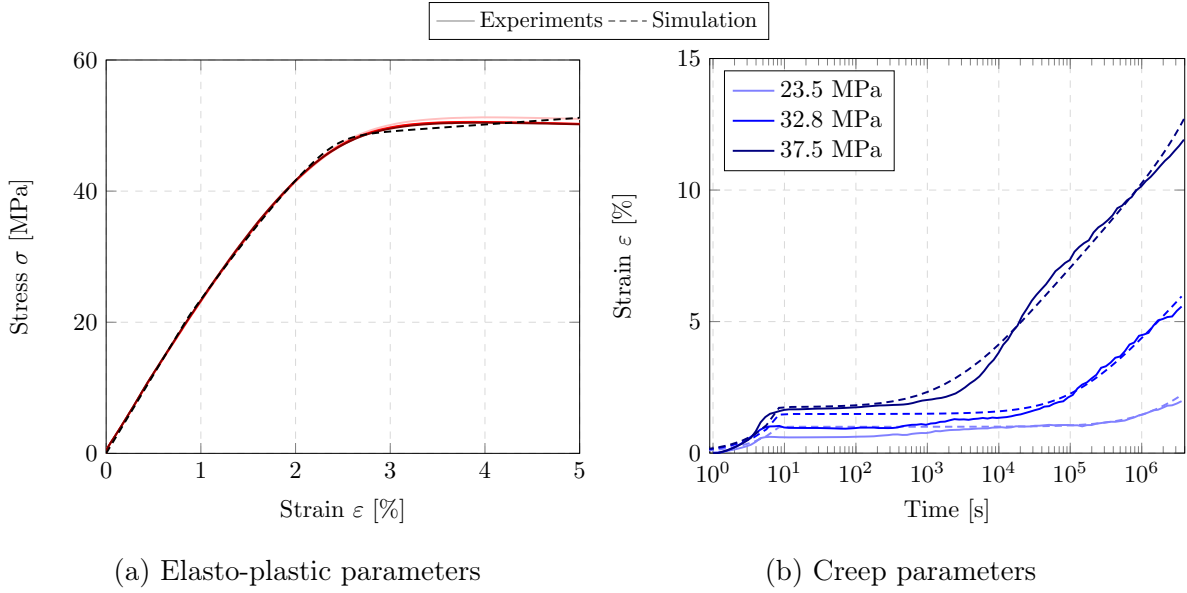 Experiments Simulation
60
40
20
0
0 1 2 3 4 5
Stress σ [MPa]
Strain ε [%]
(a) Elasto-plastic parameters
23.5 MPa
32.8 MPa
37.5 MPa
15
10
5
0
10^0 10^1 10^2 10^3 10^4 10^5 10^6
Strain ε [%]
Time [s]
(b) Creep parameters